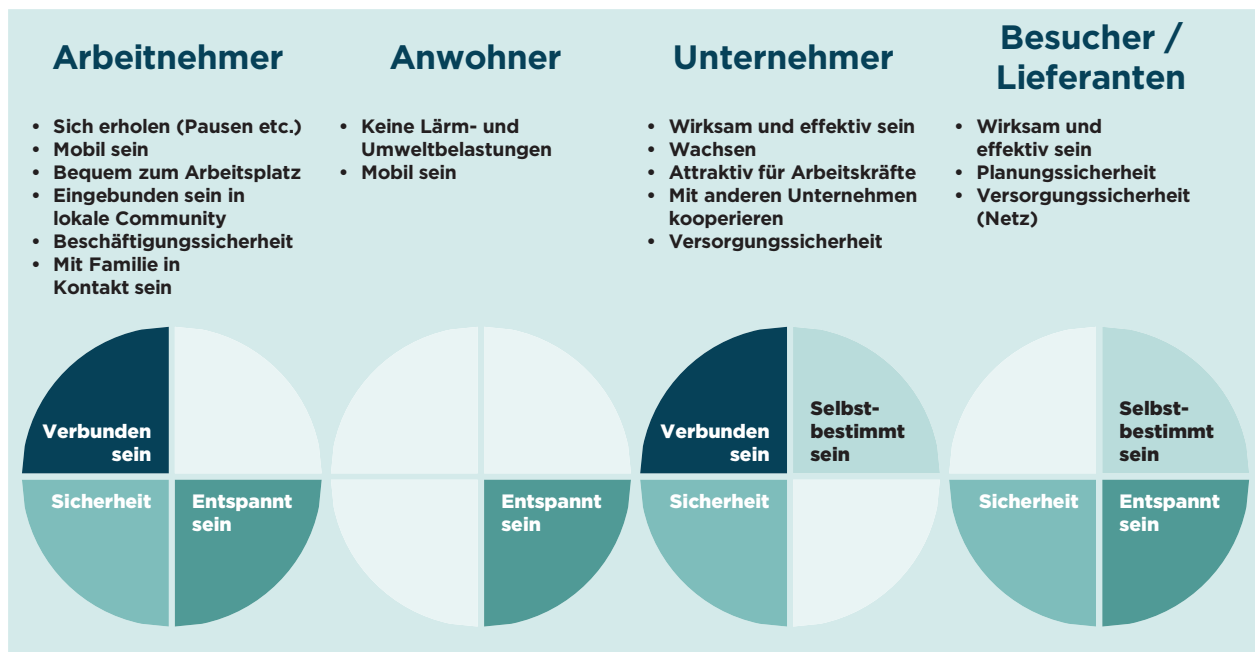 Arbeitnehmer
• Sich erholen (Pausen etc.)
• Mobil sein
• Bequem zum Arbeitsplatz
• Eingebunden sein in
lokale Community
• Beschäftigungssicherheit
• Mit Familie in
Kontakt sein
Verbunden
sein
Sicherheit
Entspannt
sein
Anwohner
• Keine Lärm- und
Umweltbelastungen
• Mobil sein
Entspannt
sein
Unternehmer
• Wirksam und effektiv sein
• Wachsen
• Attraktiv für Arbeitskräfte
• Mit anderen Unternehmen
kooperieren
• Versorgungssicherheit
Verbunden
sein
Selbst-
bestimmt
sein
Sicherheit
Besucher /
Lieferanten
• Wirksam und
effektiv sein
• Planungssicherheit
• Versorgungssicherheit
(Netz)
Selbst-
bestimmt
sein
Sicherheit
Entspannt
sein